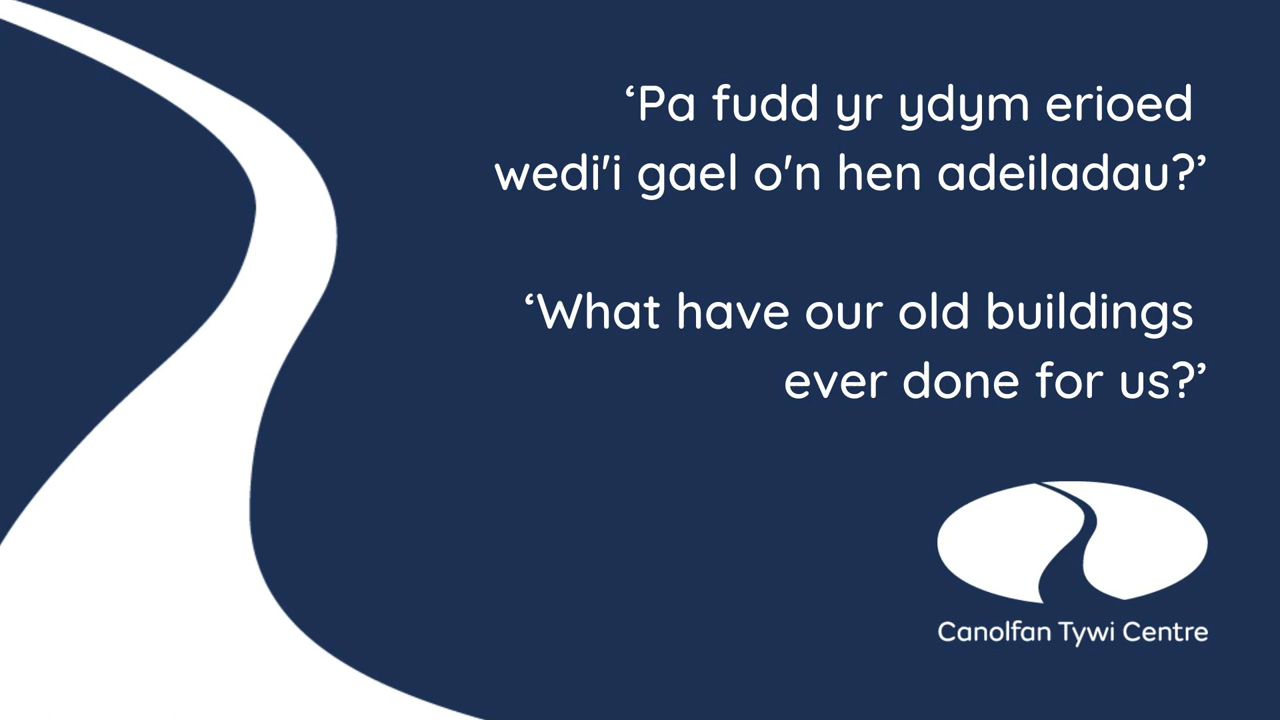 ‘Pa fudd yr ydym erioed
wedi'i gael o'n hen adeiladau?’
‘What have our old buildings
ever done for us?’
Canolfan Tywi Centre